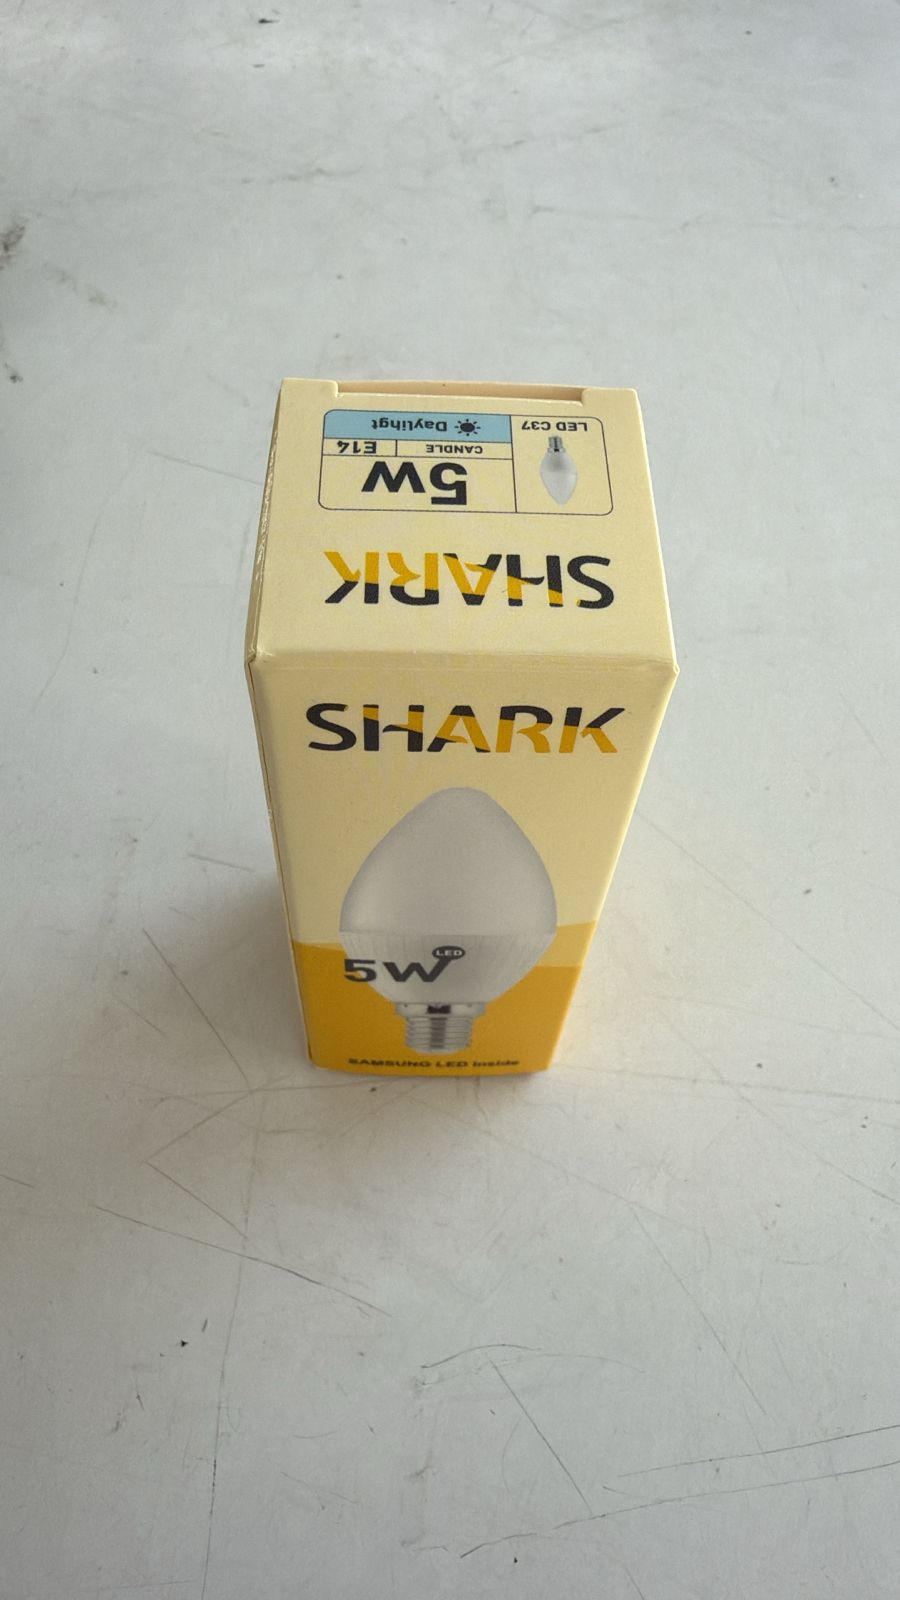 LED C37
Daylihgt
CANDLE
E14
5W
SHARK
SHARK
5W LED
SAMSUNG LED Inside